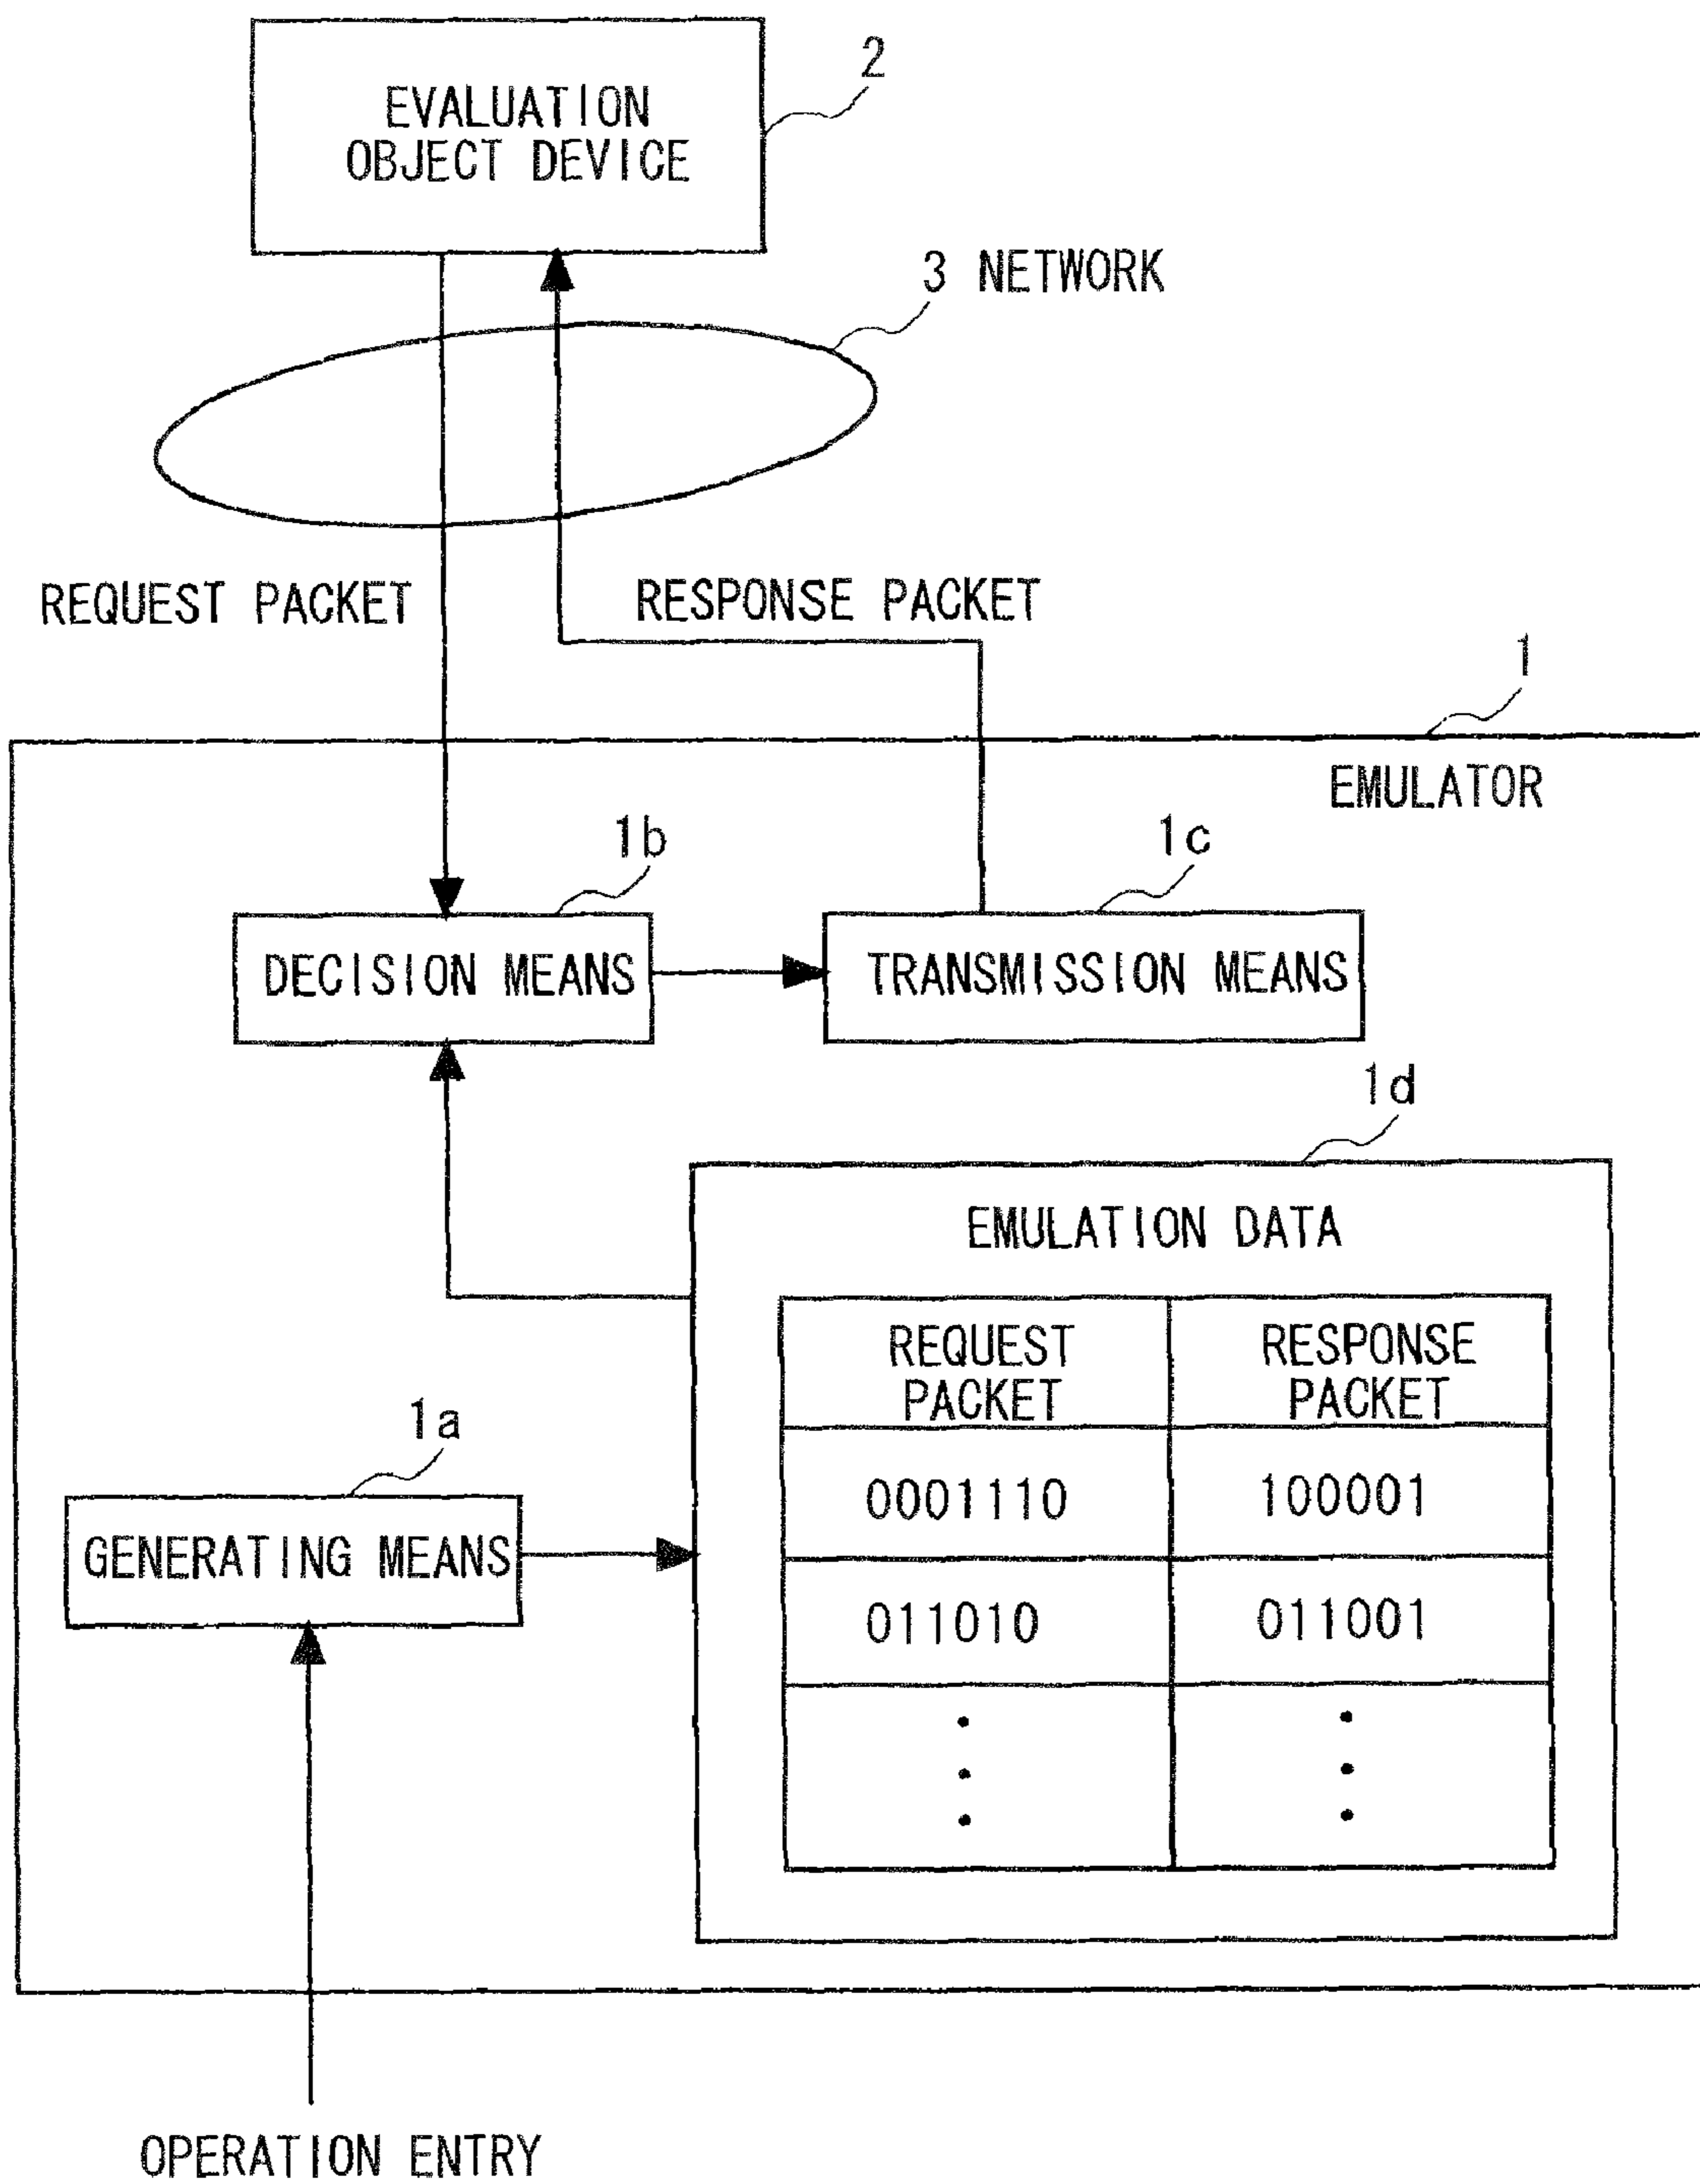 2
EVALUATION
OBJECT DEVICE
3 NETWORK
REQUEST PACKET
RESPONSE PACKET
1
EMULATOR
1b
1c
DECISION MEANS
TRANSMISSION MEANS
1d
EMULATION DATA
REQUEST
PACKET
RESPONSE
PACKET
1a
0001110
100001
GENERATING MEANS
011010
011001
OPERATION ENTRY